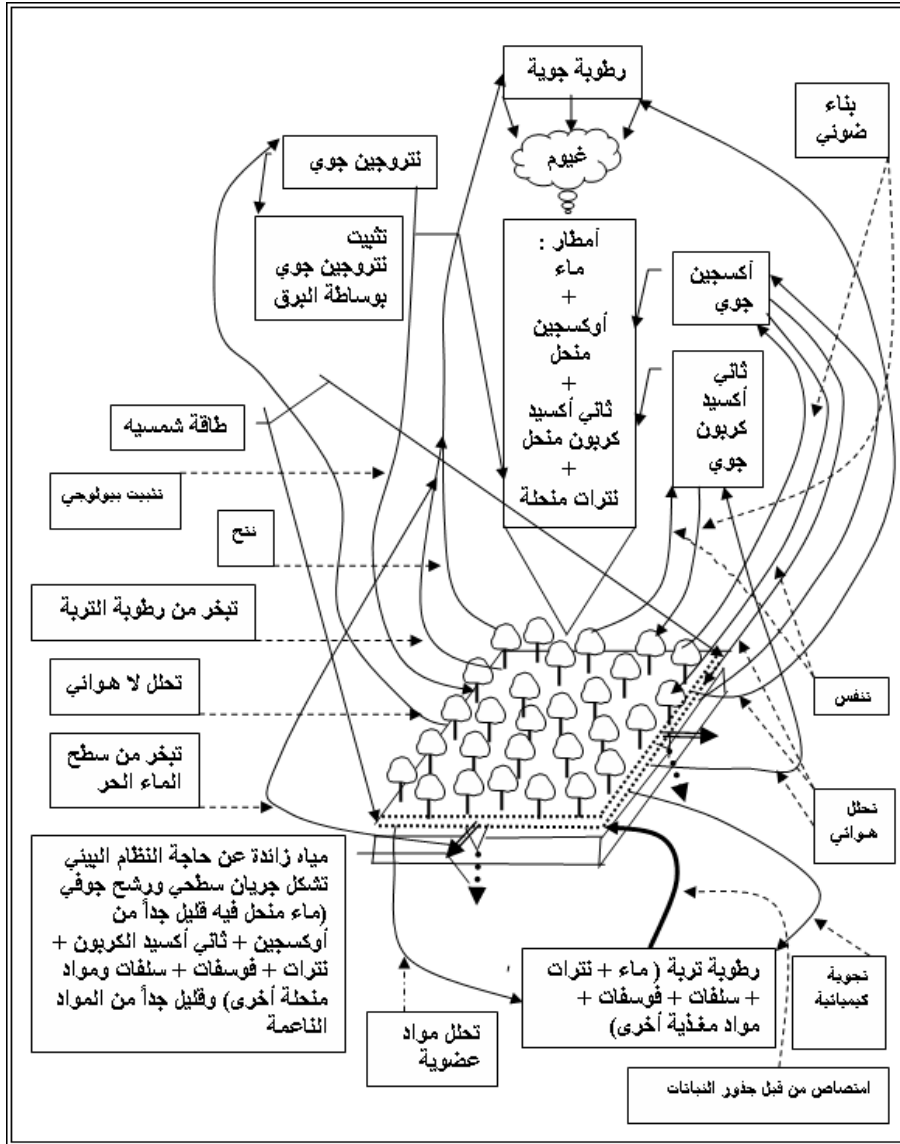 رطوبة جوية
غيوم
بناء
ضوئي
نتروجين جوي
تثبيت
نتروجين جوي
بوساطة البرق
أمطار :
ماء
+
أوكسجين
منحل
+
ثاني أكسيد
كربون منحل
+
نترات منحلة
أكسجين
جوي
ثاني
أكسيد
كربون
جوي
طاقة شمسيه
تثبيت بيولوجي
نتح
تبخر من رطوبة التربة
تحلل لا هوائي
تبخر من سطح
الماء الحر
تنفس
تحلل
هوائي
مياه زائدة عن حاجة النظام البيئي
تشكل جريان سطحي ورشح جوفي
(ماء منحل فيه قليل جداً من
أوكسجين + ثاني أكسيد الكربون +
نترات + فوسفات + سلفات ومواد
منحلة أخرى) وقليل جداً من المواد
الناعمة
تحلل مواد
عضوية
رطوبة تربة ( ماء + نترات
+ سلفات + فوسفات +
مواد مغذية أخرى)
تجوية
كيميائية
امتصاص من قبل جذور النباتات